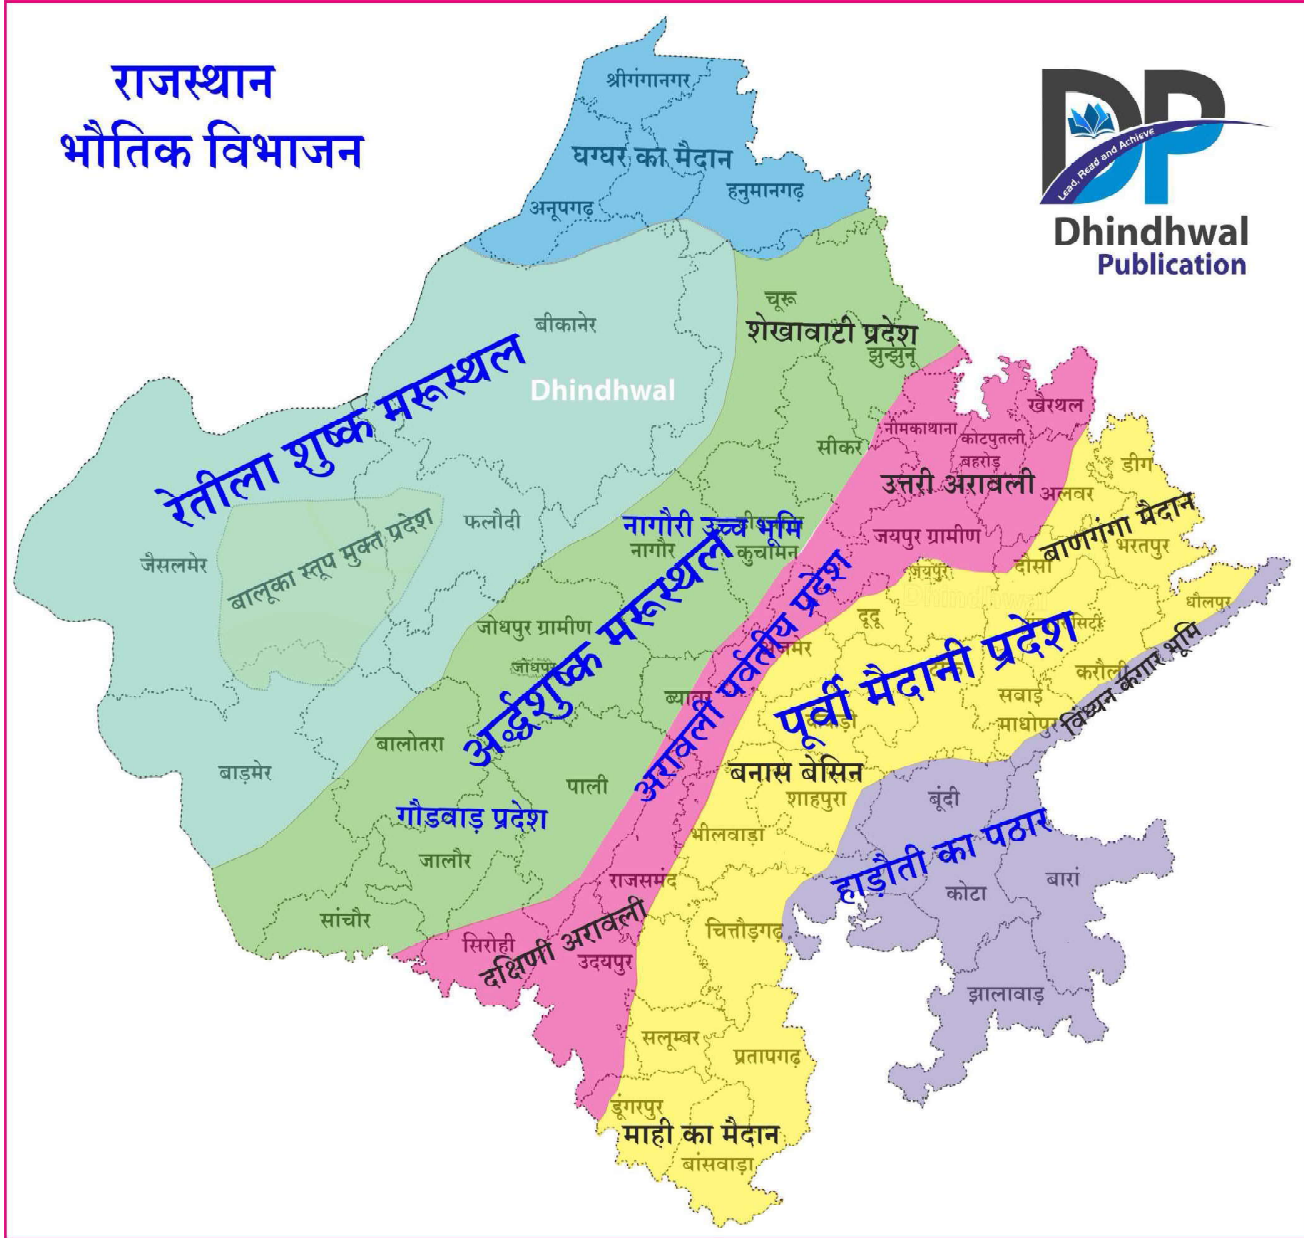 राजस्थान
भौतिक विभाजन
DP
Lead, Read and Achieve
Dhindhwal
Publication
श्रीगंगानगर
घग्घर का मैदान
हनुमानगढ़
अनूपगढ़
चूरू
शेखावाटी प्रदेश
झुन्झुनू
बीकानेर
Dhindhwal
रेतीला शुष्क मरूस्थल
खैरथल
नीमकाथाना
कोटपुतली
बहरोड़
सीकर
उत्तरी अरावली
अलवर
डीग
बाणगंगा मैदान
भरतपुर
जयपुर ग्रामीण
जयपुर
दौसा
फलौदी
नागौरी उच्च भूमि
नागौर
कुचामन
जैसलमेर
बालूका स्तूप मुक्त प्रदेश
धौलपुर
दूदू
जोधपुर ग्रामीण
जोधपुर
अर्द्धशुष्क मरूस्थल
अजमेर
ब्यावर
अरावली पर्वतीय प्रदेश
पूर्वी मैदानी प्रदेश
करौली
सवाई
माधोपुर
विंध्यन कगार भूमि
बालोतरा
बाड़मेर
पाली
गौडवाड़ प्रदेश
बनास बेसिन
शाहपुरा
बूंदी
भीलवाडा
हाड़ौती का पठार
जालौर
राजसमंद
कोटा
बारां
सांचौर
सिरोही
दक्षिणी अरावली
उदयपुर
चित्तौड़गढ़
झालावाड़
सलूम्बर
प्रतापगढ़
डूंगरपुर
माही का मैदान
बांसवाड़ा